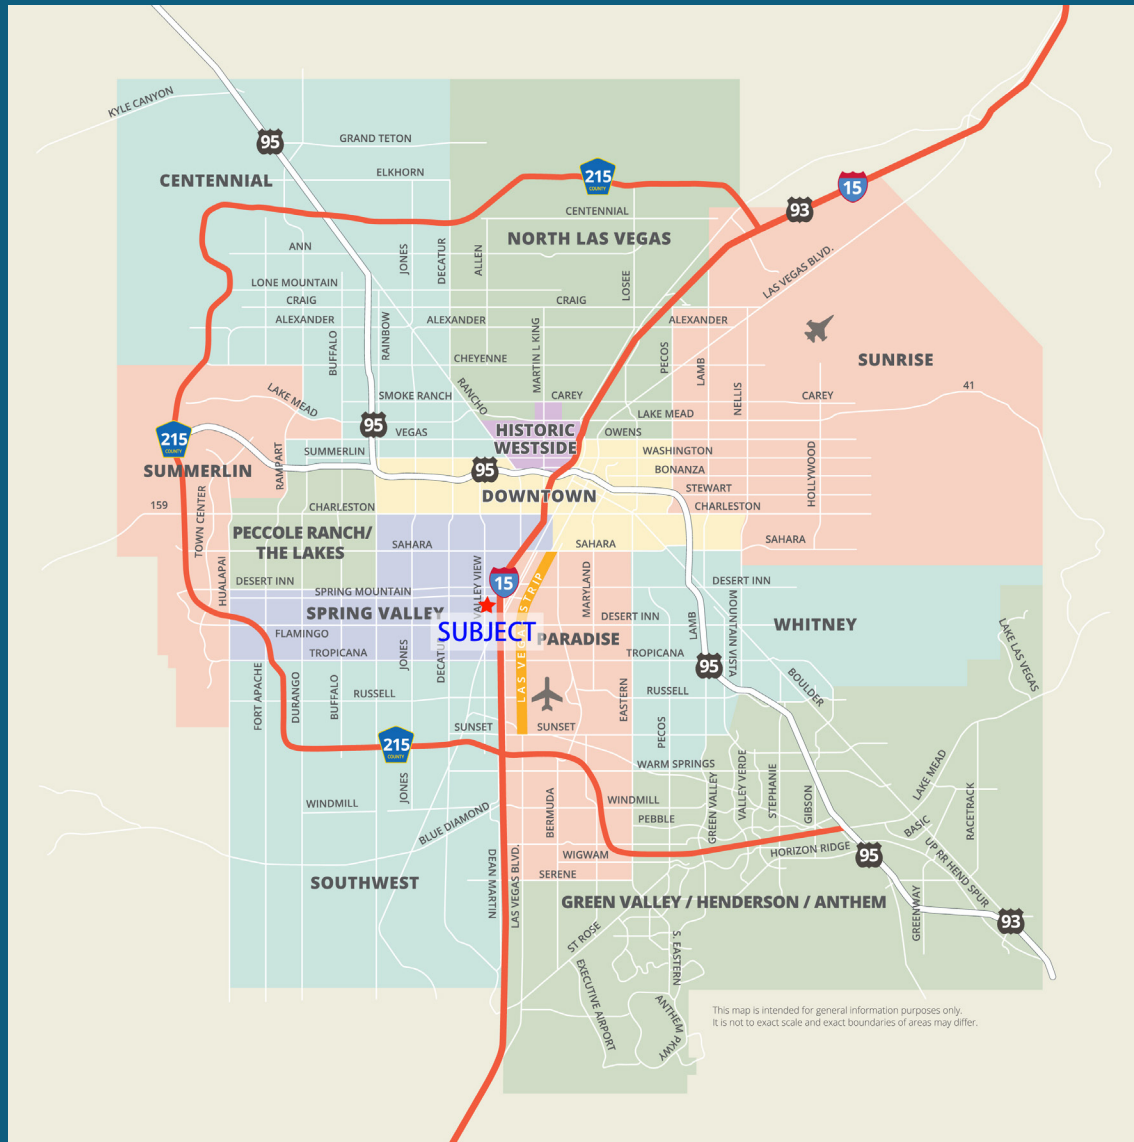 KYLE CANYON
95
GRAND TETON
ELKHORN
CENTENNIAL
215
COUNTY
93
15
CENTENNIAL
NORTH LAS VEGAS
ANN
JONES
DECATUR
ALLEN
LAS VEGAS BLVD.
LOSEE
LONE MOUNTAIN
CRAIG
CRAIG
ALEXANDER
ALEXANDER
ALEXANDER
BUFFALO
RAINBOW
MARTIN L KING
PECOS
CHEYENNE
SUNRISE
LAMB
NELLIS
41
LAKE MEAD
SMOKE RANCH
RANCHO
CAREY
CAREY
LAKE MEAD
95
VEGAS
HISTORIC
WESTSIDE
OWENS
215
COUNTY
SUMMERLIN
SUMMERLIN
RAMPART
95
WASHINGTON
BONANZA
HOLLYWOOD
DOWNTOWN
STEWART
159
CHARLESTON
CHARLESTON
TOWN CENTER
PECCOLE RANCH/
THE LAKES
SAHARA
SAHARA
SAHARA
HUALAPAI
DESERT INN
SPRING MOUNTAIN
VALLEY VIEW
15
MARYLAND
DESERT INN
MOUNTAIN VISTA
SPRING VALLEY
SUBJECT
LAS VEGAS STRIP
PARADISE
DESERT INN
LAMB
WHITNEY
FLAMINGO
TROPICANA
JONES
DECATUR
TROPICANA
95
LAKE LAS VEGAS
FORT APACHE
DURANGO
BUFFALO
RUSSELL
EASTERN
RUSSELL
BOULDER
SUNSET
SUNSET
PECOS
215
COUNTY
WARM SPRINGS
JONES
GREEN VALLEY
VALLEY VERDE
STEPHANIE
GIBSON
LAKE MEAD
RACETRACK
WINDMILL
BLUE DIAMOND
BERMUDA
WINDMILL
PEBBLE
BASIC
UP RR HEND SPUR
DEAN MARTIN
LAS VEGAS BLVD.
WIGWAM
HORIZON RIDGE
95
SERENE
SOUTHWEST
GREEN VALLEY / HENDERSON / ANTHEM
GREENWAY
93
ST ROSE
S. EASTERN
EXECUTIVE AIRPORT
ANTHEM PKWY
This map is intended for general information purposes only.
It is not to exact scale and exact boundaries of areas may differ.